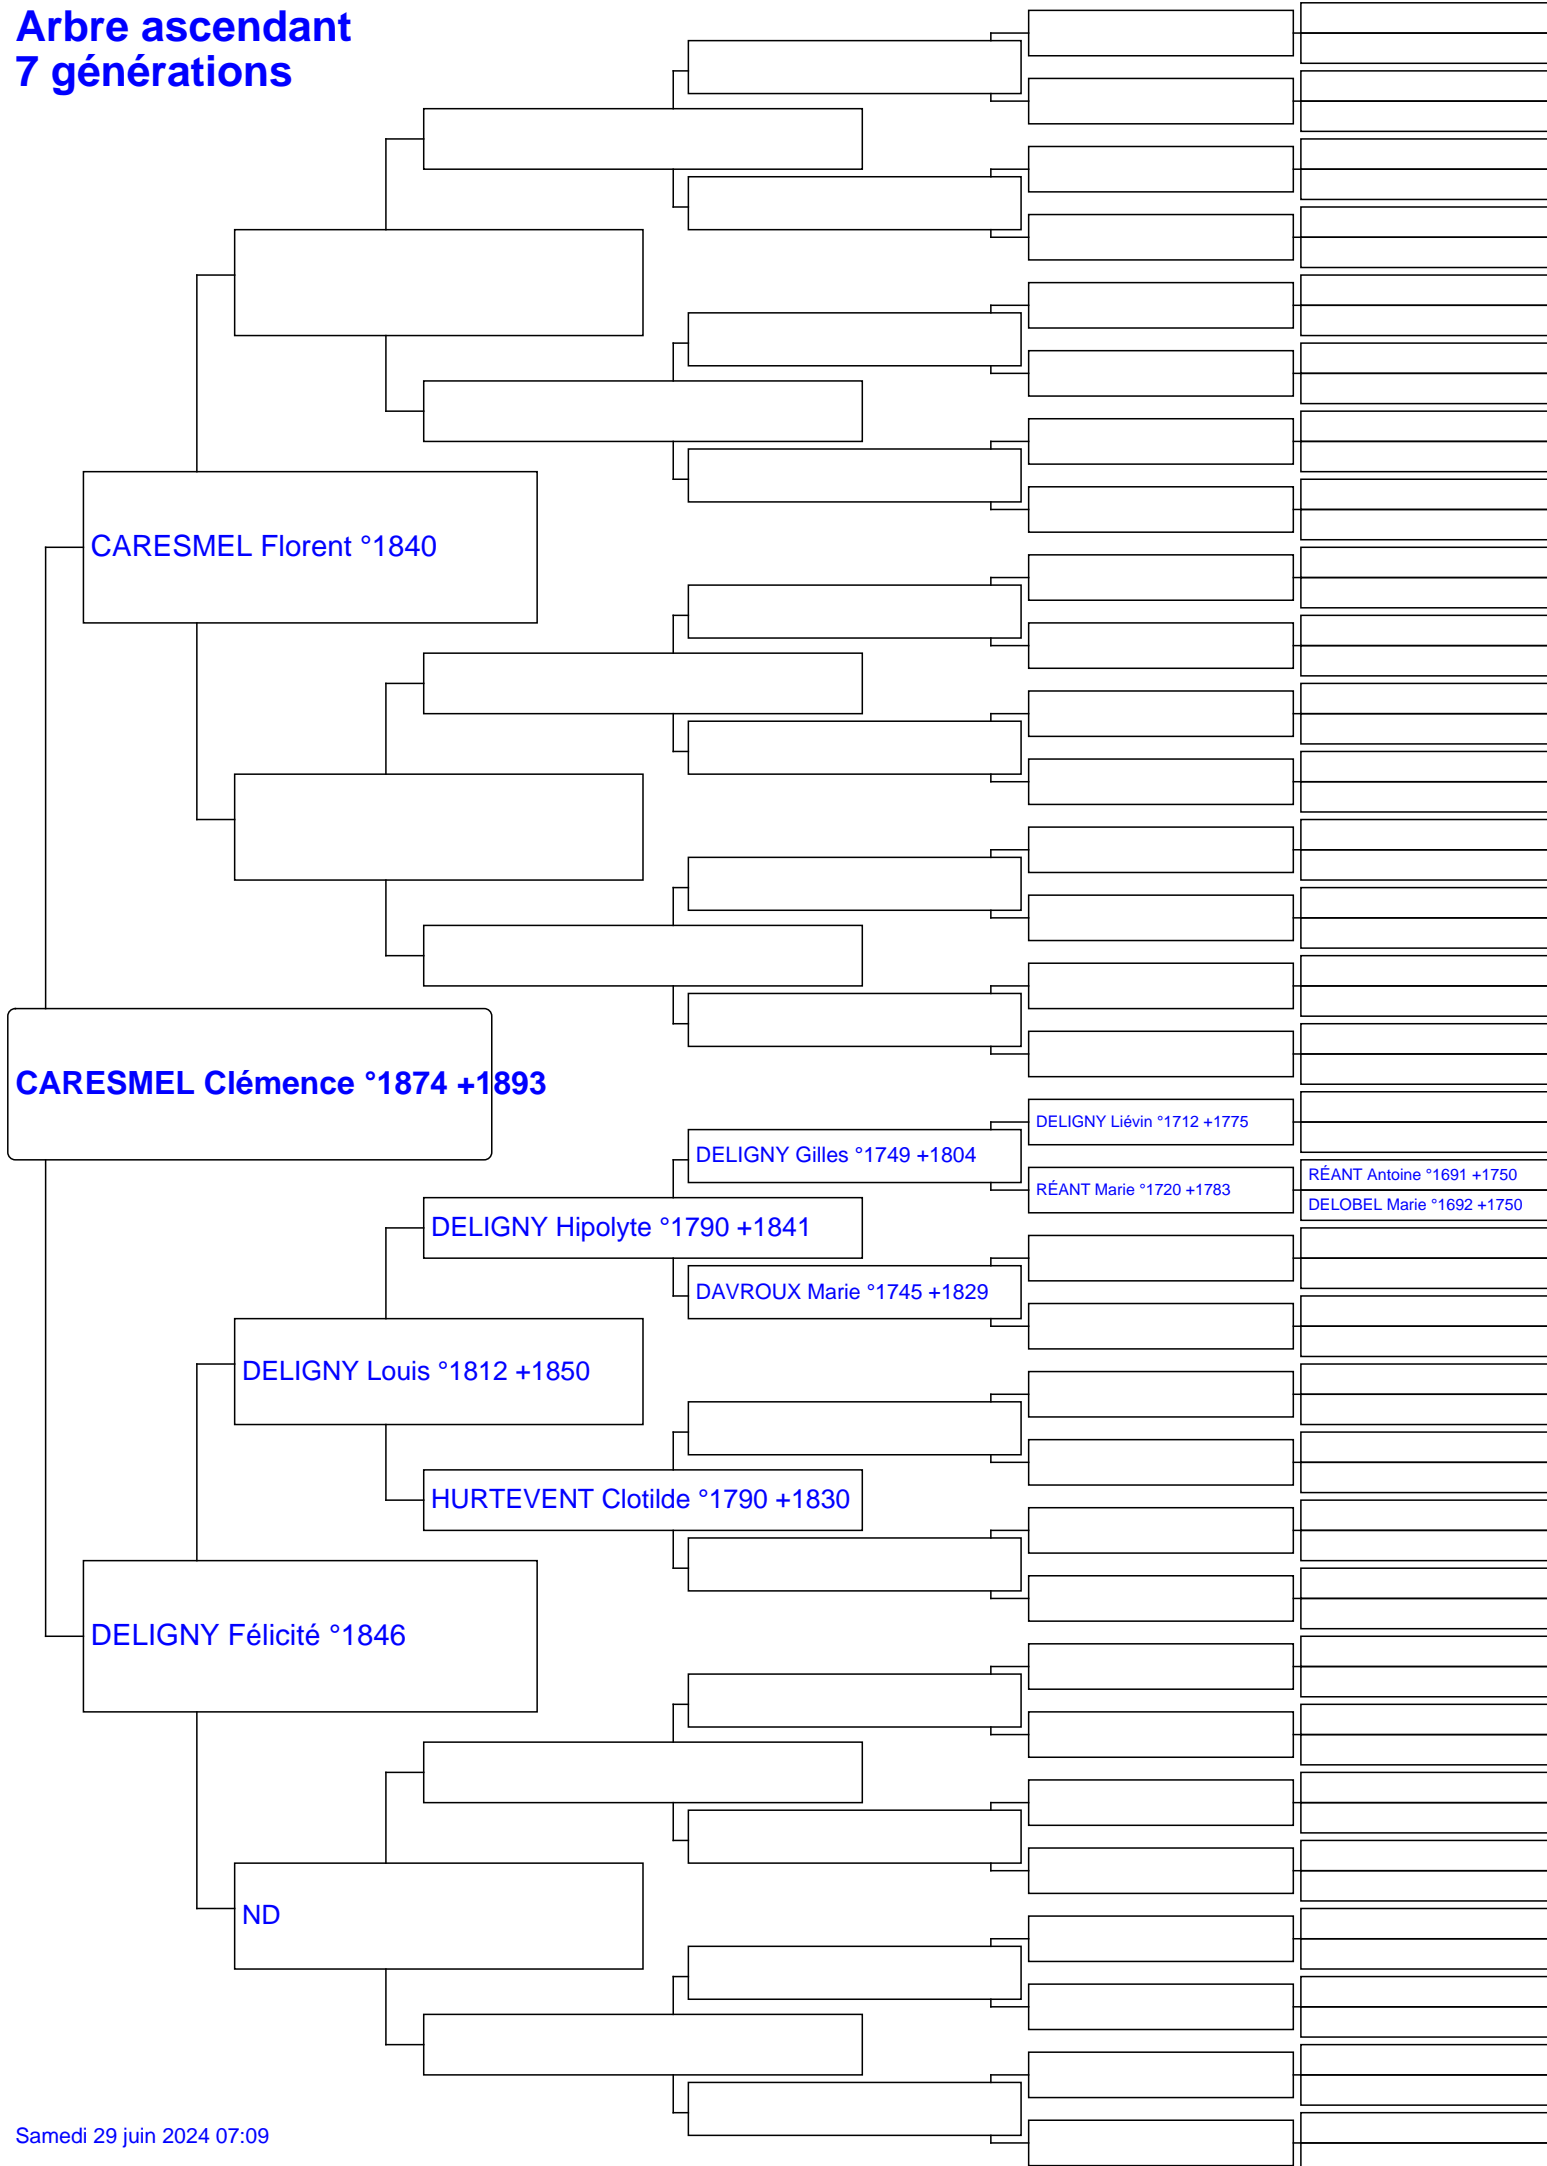 Arbre ascendant
7 générations
CARESMEL Florent °1840
CARESMEL Clémence °1874 +1893
DELIGNY Liévin °1712 +1775
DELIGNY Gilles °1749 +1804
RÉANT Antoine °1691 +1750
RÉANT Marie °1720 +1783
DELOBEL Marie °1692 +1750
DELIGNY Hipolyte °1790 +1841
DAVROUX Marie °1745 +1829
DELIGNY Louis °1812 +1850
HURTEVENT Clotilde °1790 +1830
DELIGNY Félicité °1846
ND
Samedi 29 juin 2024 07:09